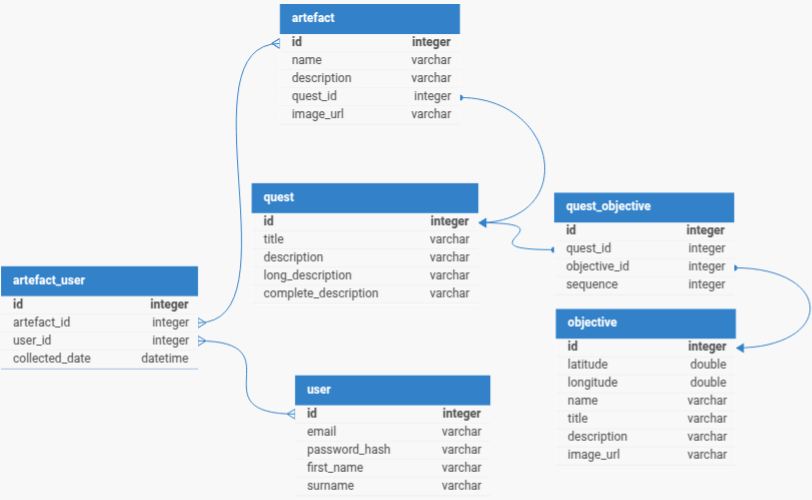 artefact
id integer
name varchar
description varchar
quest_id integer
image_url varchar
quest
id integer
title varchar
description varchar
long_description varchar
complete_description varchar
quest_objective
id integer
quest_id integer
objective_id integer
sequence integer
artefact_user
id integer
artefact_id integer
user_id integer
collected_date datetime
objective
id integer
latitude double
longitude double
name varchar
title varchar
description varchar
image_url varchar
user
id integer
email varchar
password_hash varchar
first_name varchar
surname varchar